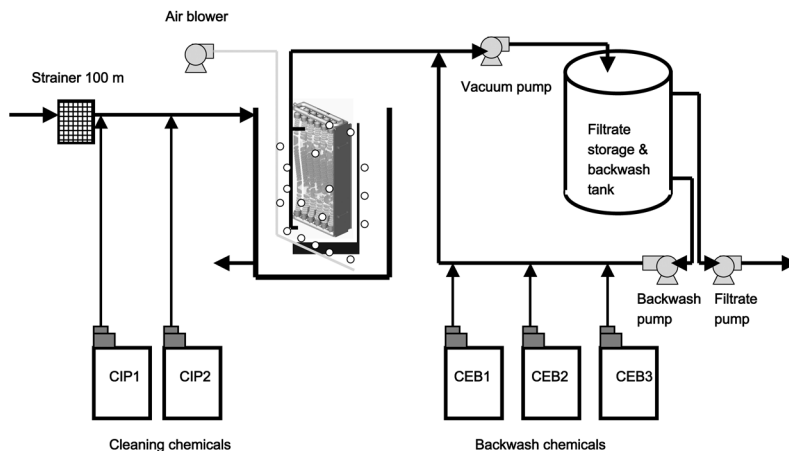 Air blower
Strainer 100 m
Vacuum pump
Filtrate
storage &
backwash
tank
Backwash
pump
Filtrate
pump
CIP1
CIP2
CEB1
CEB2
CEB3
Cleaning chemicals
Backwash chemicals